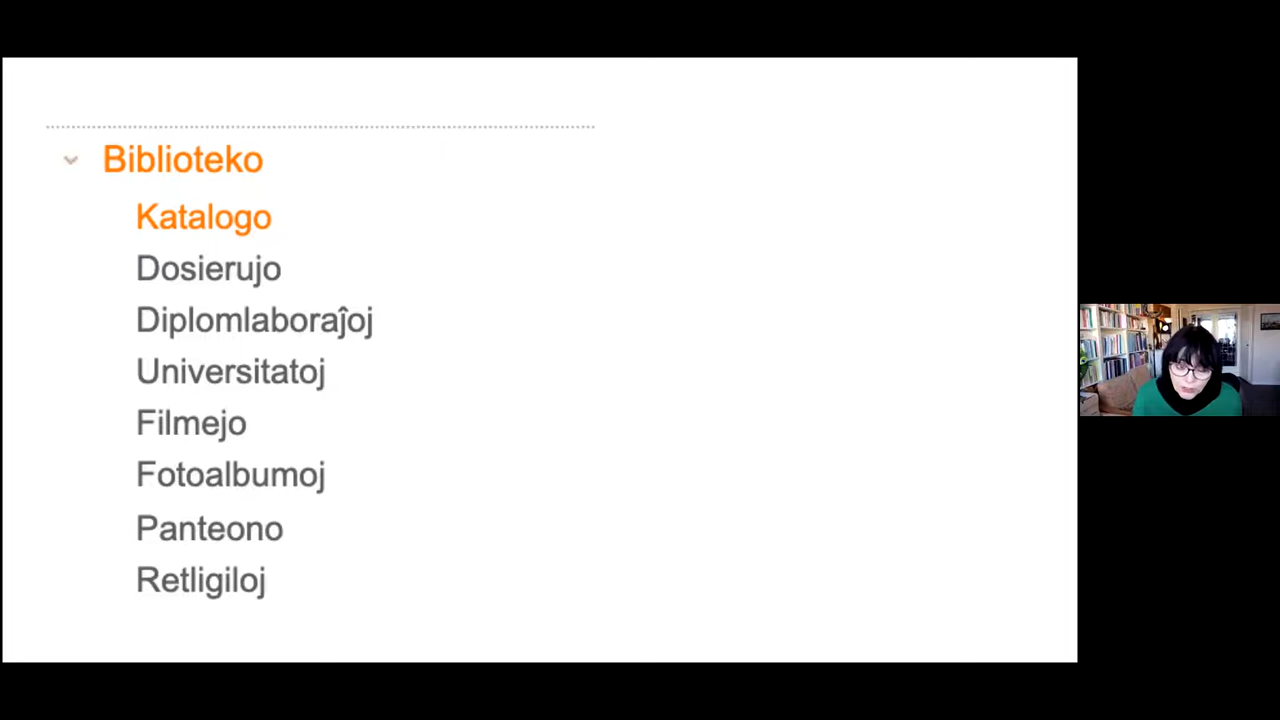 Biblioteko
Katalogo
Dosierujo
Diplomlaboraĵoj
Universitatoj
Filmejo
Fotoalbumoj
Panteono
Retligiloj